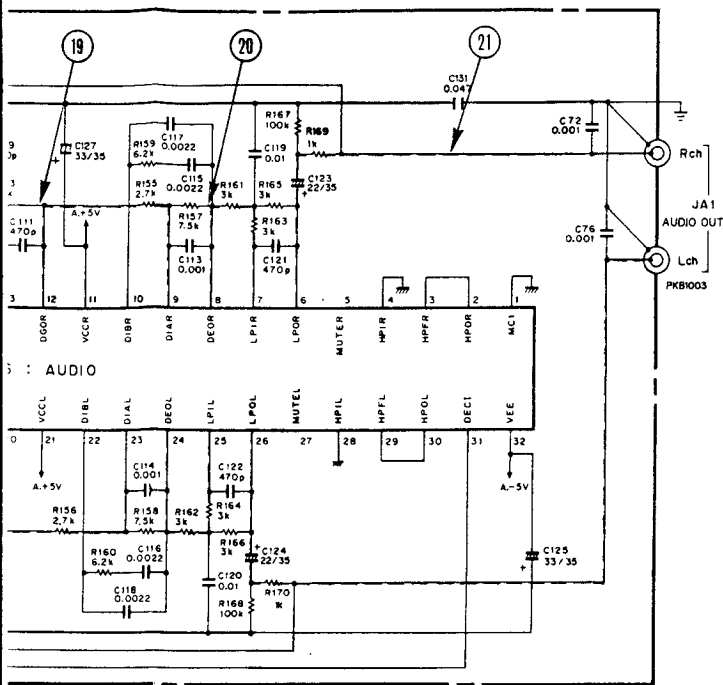 19
20
21
C131
0.047
R167
100k
R169
1k
C72
0.001
C117
0.0022
R159
6.2k
C119
0.01
C127
33/35
C115
0.0022
R161
3k
R165
3k
C123
22/35
Rch
R155
2.7k
A.+5V
R157
7.5k
R163
3k
C111
470p
C113
0.001
C121
470p
JA1
AUDIO OUT
C76
0.001
Lch
PKB1003
12
11
10
9
8
7
6
5
4
3
2
1
DGOR
VCCR
DIBR
DIAR
DEOR
LPIR
LPOR
MUTER
HPIR
HPFR
HPOR
MC1
: AUDIO
VCCL
DIBL
DIAL
DEOL
LPIL
LPOL
MUTEL
HPIL
HPFL
HPOL
DEC1
VEE
21
22
23
24
25
26
27
28
29
30
31
32
A.+5V
C114
0.001
C122
470p
A.-5V
R156
2.7k
R158
7.5k
R162
3k
R164
3k
R166
3k
C124
22/35
C125
33/35
R160
6.2k
C116
0.0022
C118
0.0022
C120
0.01
R168
100k
R170
1k